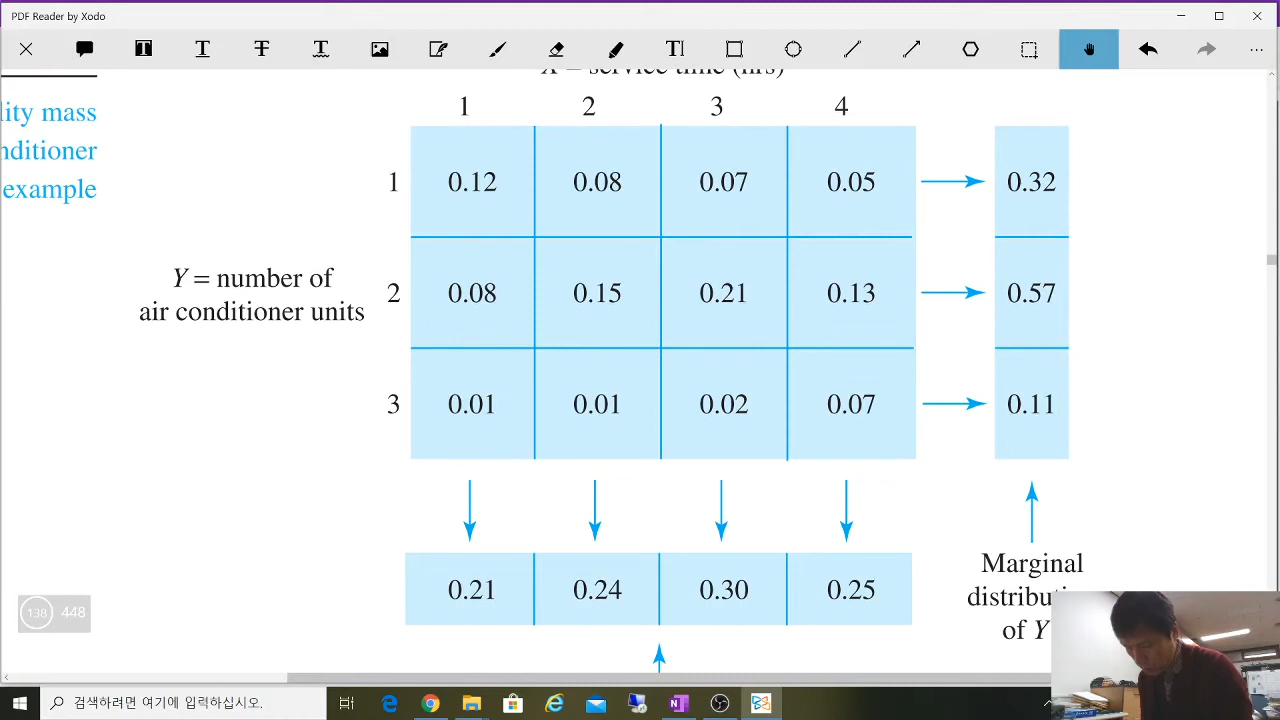 PDF Reader by Xodo
X = service time (hrs)
lity mass
nditioner
example
1 2 3 4
1 0.12 0.08 0.07 0.05 0.32
Y = number of
air conditioner units
2 0.08 0.15 0.21 0.13 0.57
3 0.01 0.01 0.02 0.07 0.11
0.21 0.24 0.30 0.25
Marginal
distributi
of Y
138 448
검색하려면 여기에 입력하십시오.